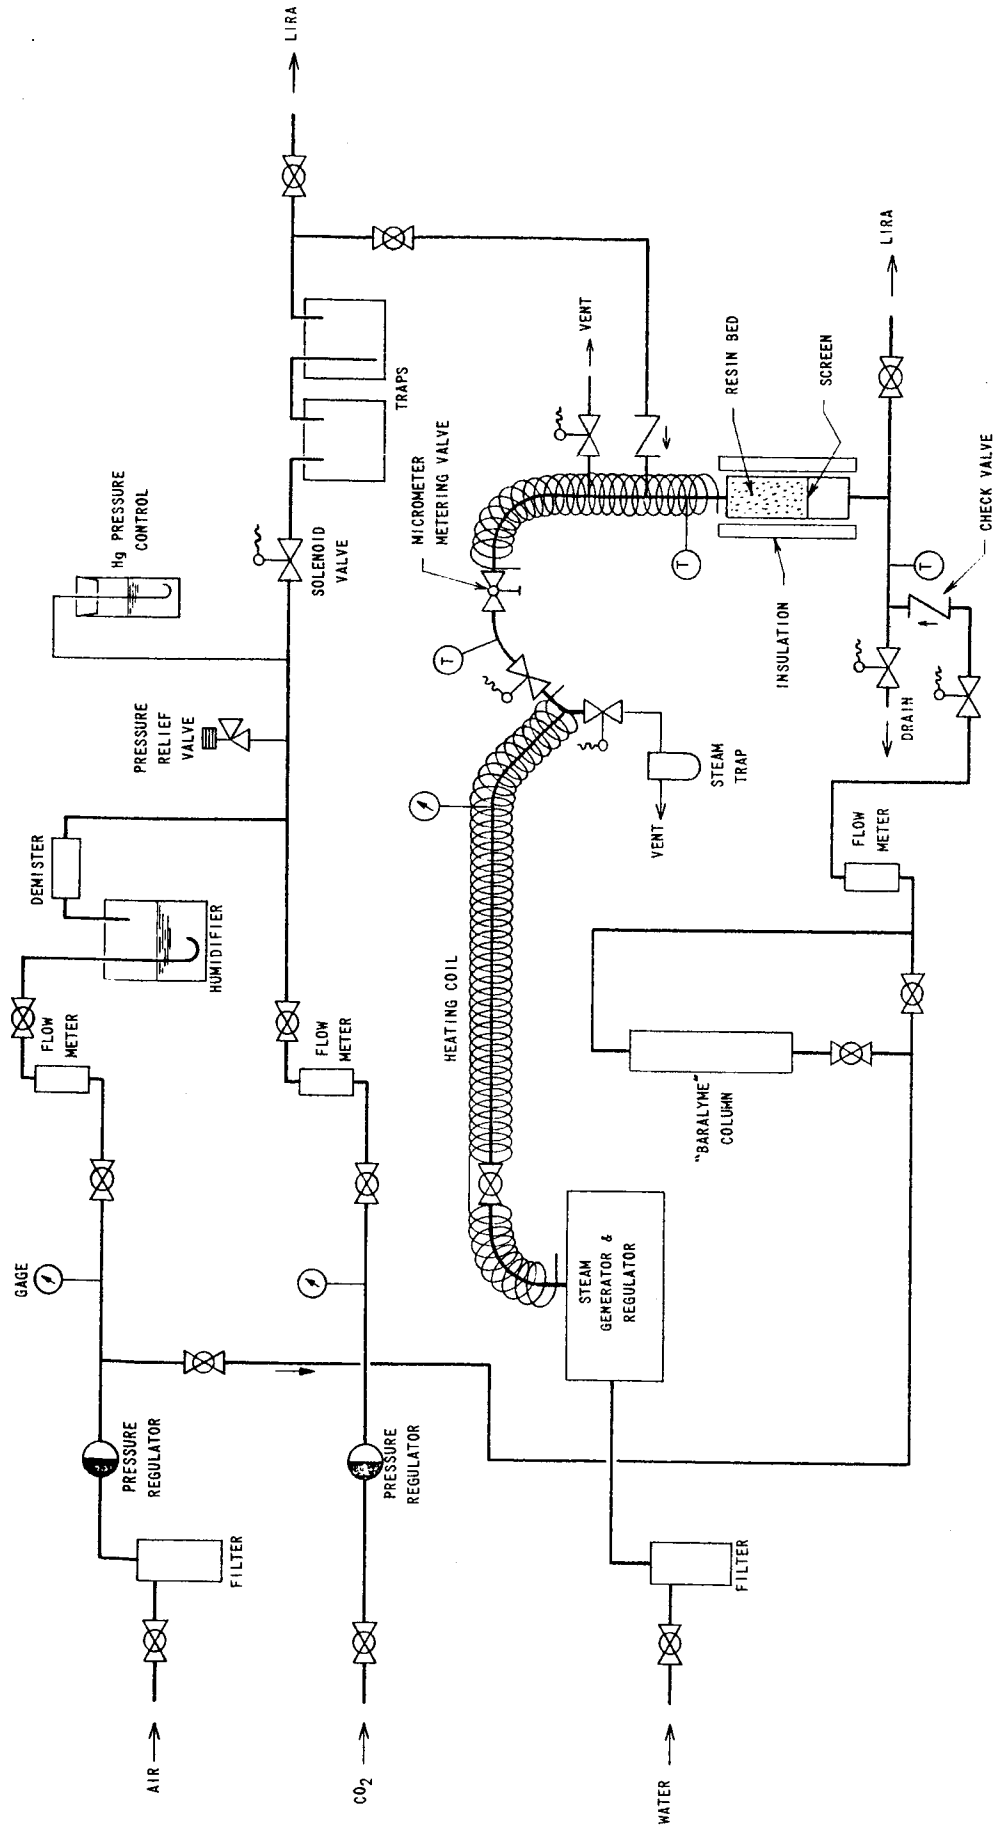 AIR
FILTER
PRESSURE
REGULATOR
GAGE
FLOW
METER
HUMIDIFIER
DEMISTER
PRESSURE
RELIEF
VALVE
Hg PRESSURE
CONTROL
SOLENOID
VALVE
TRAPS
LIRA
CO2
PRESSURE
REGULATOR
FLOW
METER
HEATING COIL
MICROMETER
METERING VALVE
T
VENT
STEAM
GENERATOR &
REGULATOR
VENT
STEAM
TRAP
T
RESIN BED
SCREEN
INSULATION
WATER
FILTER
"BARALYME"
COLUMN
FLOW
METER
DRAIN
T
CHECK VALVE
LIRA